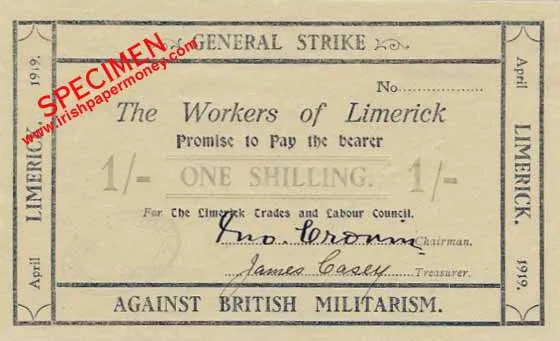 GENERAL STRIKE
SPECIMEN
www.irishpapermoney.com
April LIMERICK. 1919.
No..................
The Workers of Limerick
Promise to Pay the bearer
1/- ONE SHILLING. 1/-
For The Limerick Trades and Labour Council.
Jno. Cronin Chairman.
James Casey Treasurer.
AGAINST BRITISH MILITARISM.
April LIMERICK. 1919.